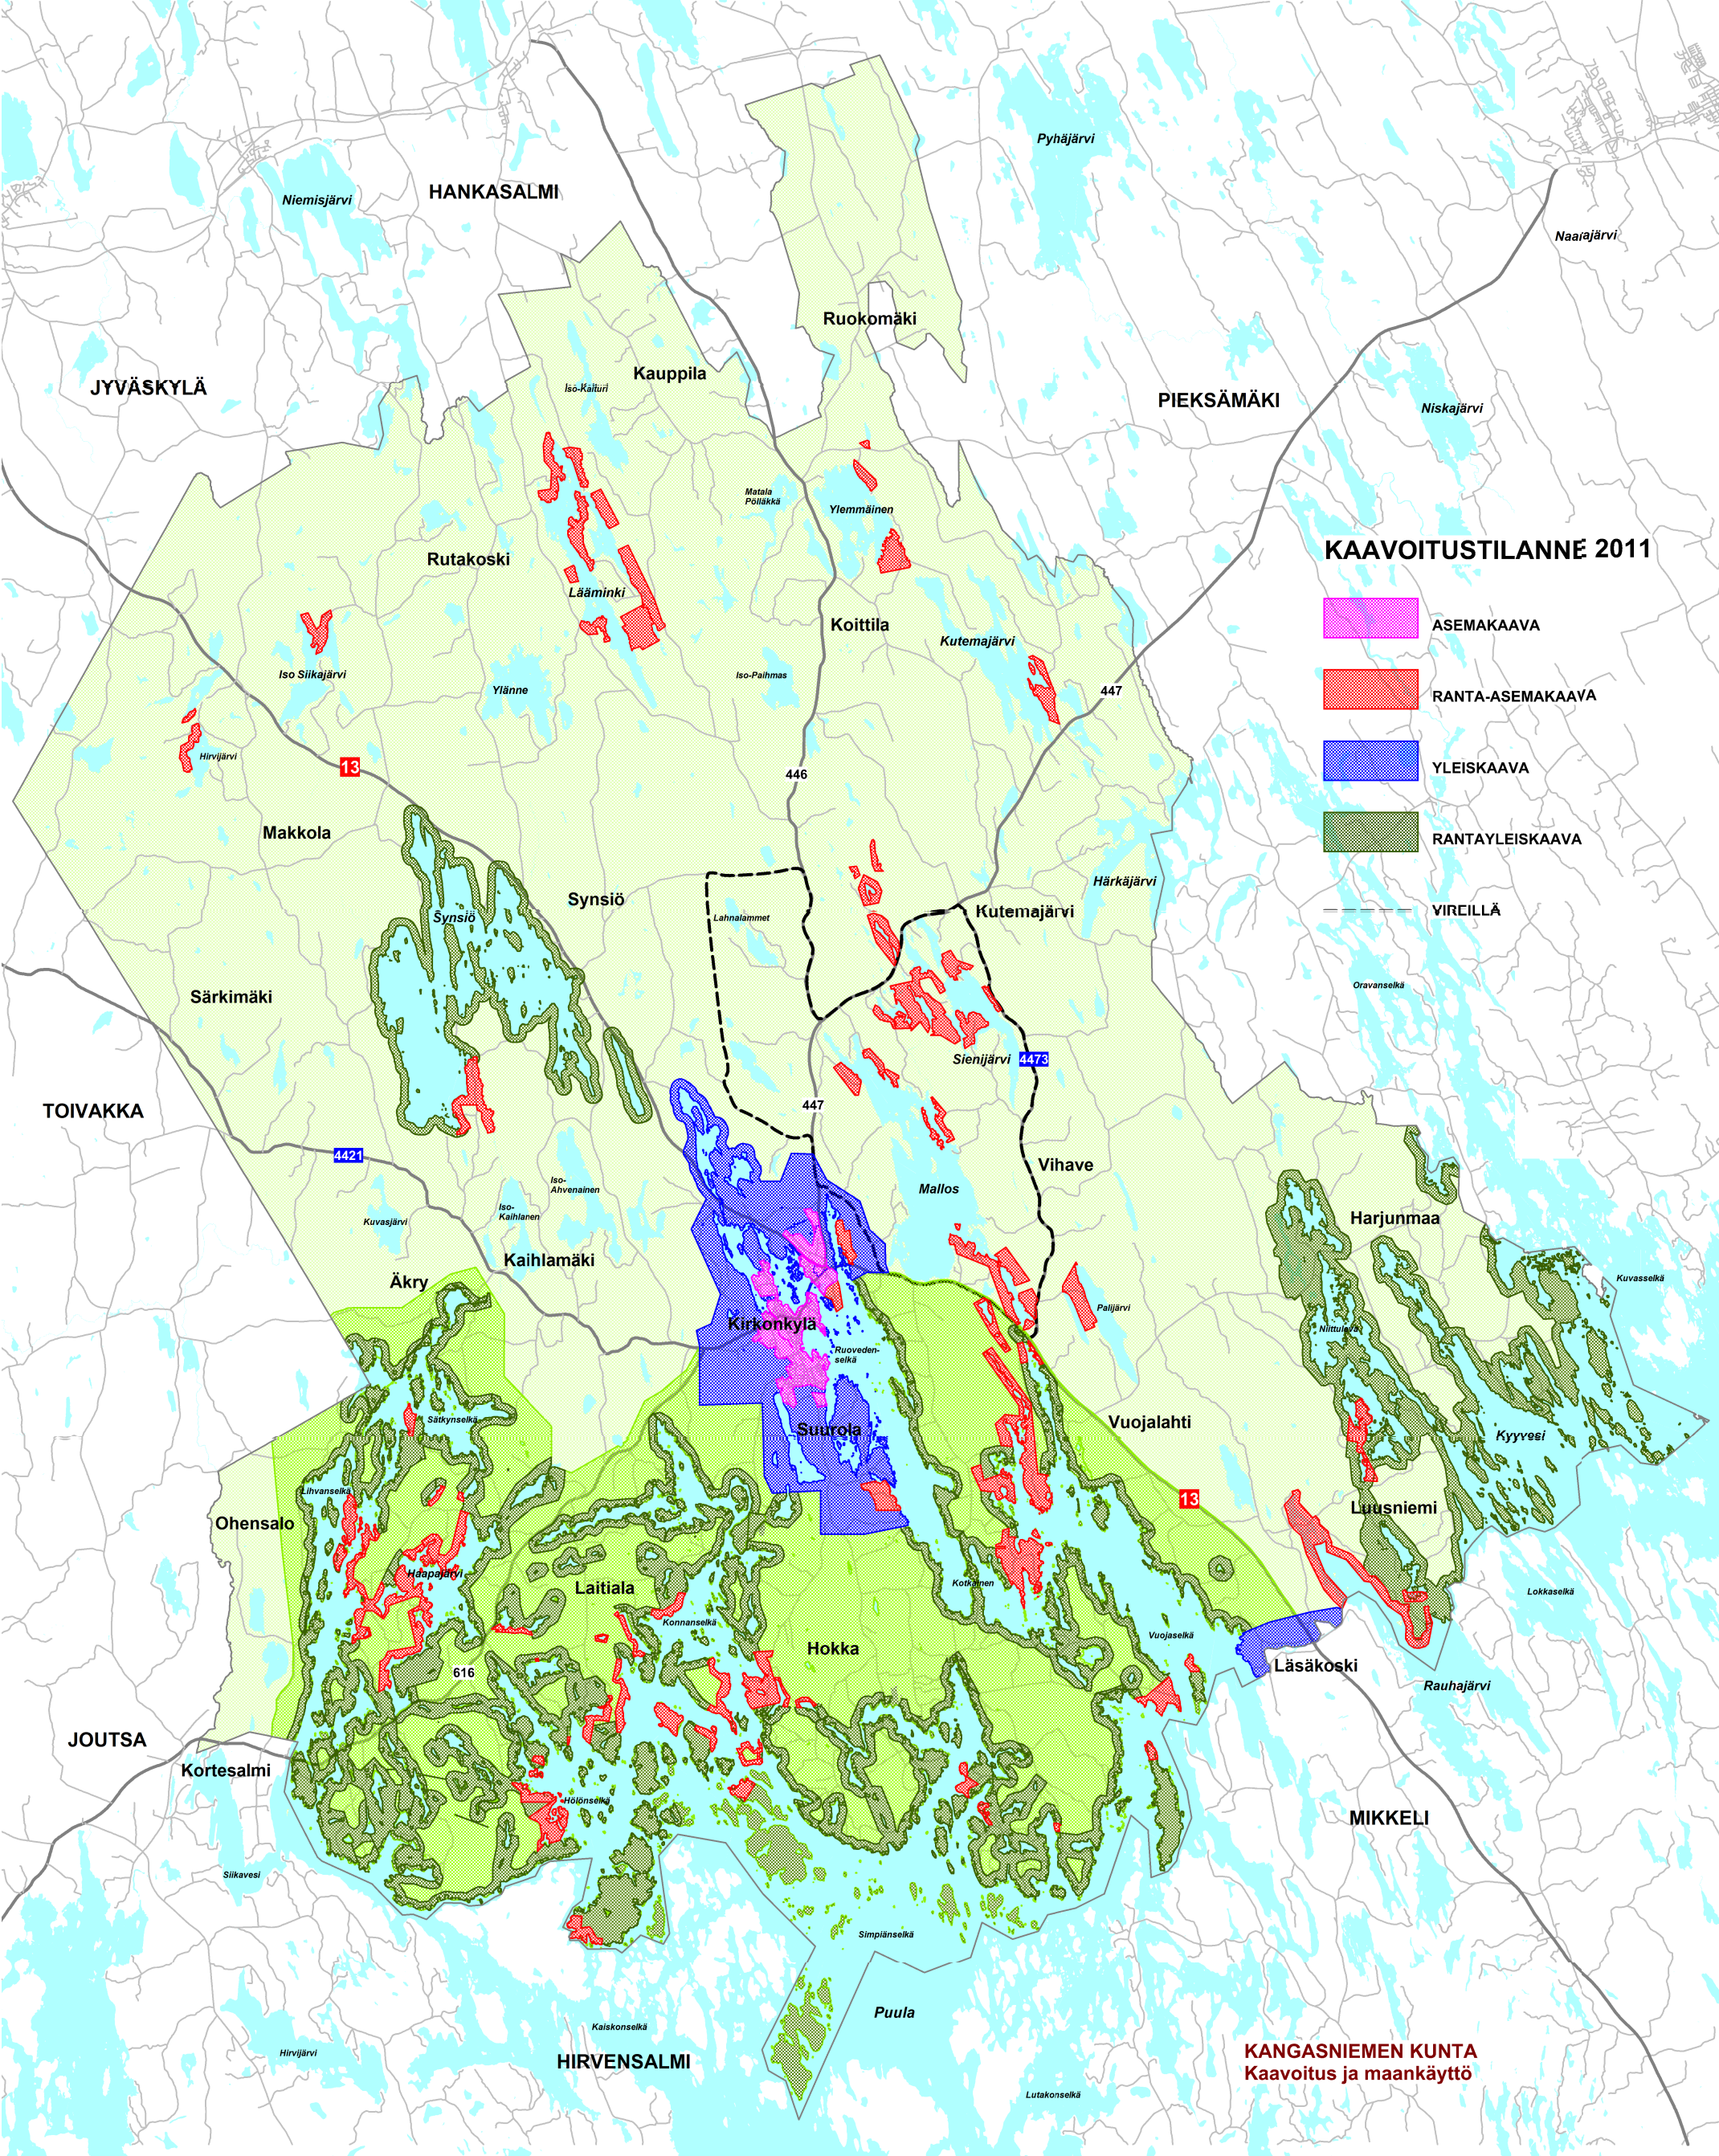 Pyhäjärvi
HANKASALMI
Niemisjärvi
Naarajärvi
Ruokomäki
Kauppila
Iso-Kaituri
JYVÄSKYLÄ
PIEKSÄMÄKI
Niskajärvi
Matala
Pölläkkä
Ylemmäinen
KAAVOITUSTILANNE 2011
Rutakoski
Lääminki
ASEMAKAAVA
Koittila
Kutemajärvi
Iso Siikajärvi
Ylänne
Iso-Paihmas
447
RANTA-ASEMAKAAVA
Hirvijärvi
13
446
YLEISKAAVA
Makkola
RANTAYLEISKAAVA
Härkäjärvi
Synsiö
Synsiö
Lahnalammet
Kutemajärvi
VIREILLÄ
Särkimäki
Oravanselkä
Sienijärvi
4473
TOIVAKKA
447
4421
Vihave
Iso-
Ahvenainen
Mallos
Iso-
Kaihlanen
Kuvasjärvi
Harjunmaa
Kaihlamäki
Äkry
Kuvasselkä
Palijärvi
Kirkonkylä
Niittulava
Ruoveden-
selkä
Sätkynselkä
Vuojalahti
Suurola
Kyyvesi
Lihvanselkä
13
Luusniemi
Ohensalo
Haapajärvi
Laitiala
Kotkainen
Lokkaselkä
Konnanselkä
Hokka
Vuojaselkä
616
Läsäkoski
Rauhajärvi
JOUTSA
Kortesalmi
Hölönselkä
MIKKELI
Siikavesi
Simpiänselkä
Puula
Kaiskonselkä
Hirvijärvi
HIRVENSALMI
KANGASNIEMEN KUNTA
Kaavoitus ja maankäyttö
Lutakonselkä